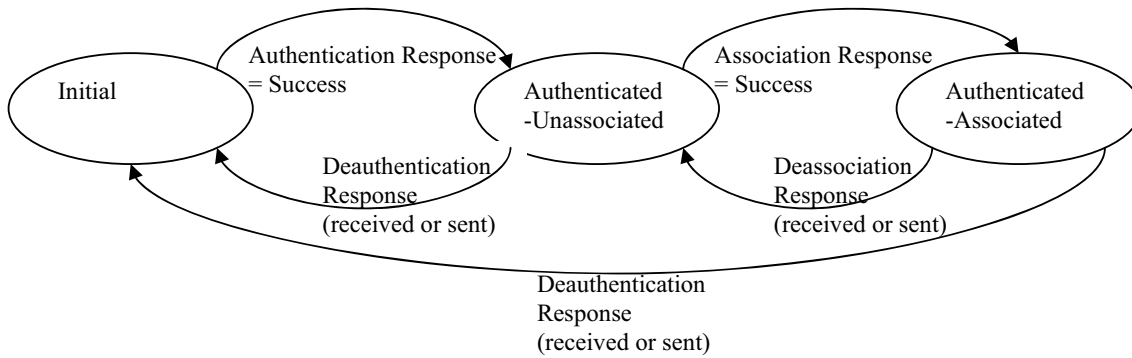 Initial
Authentication Response
= Success
Authenticated
-Unassociated
Association Response
= Success
Authenticated
-Associated
Deauthentication
Response
(received or sent)
Deassociation
Response
(received or sent)
Deauthentication
Response
(received or sent)